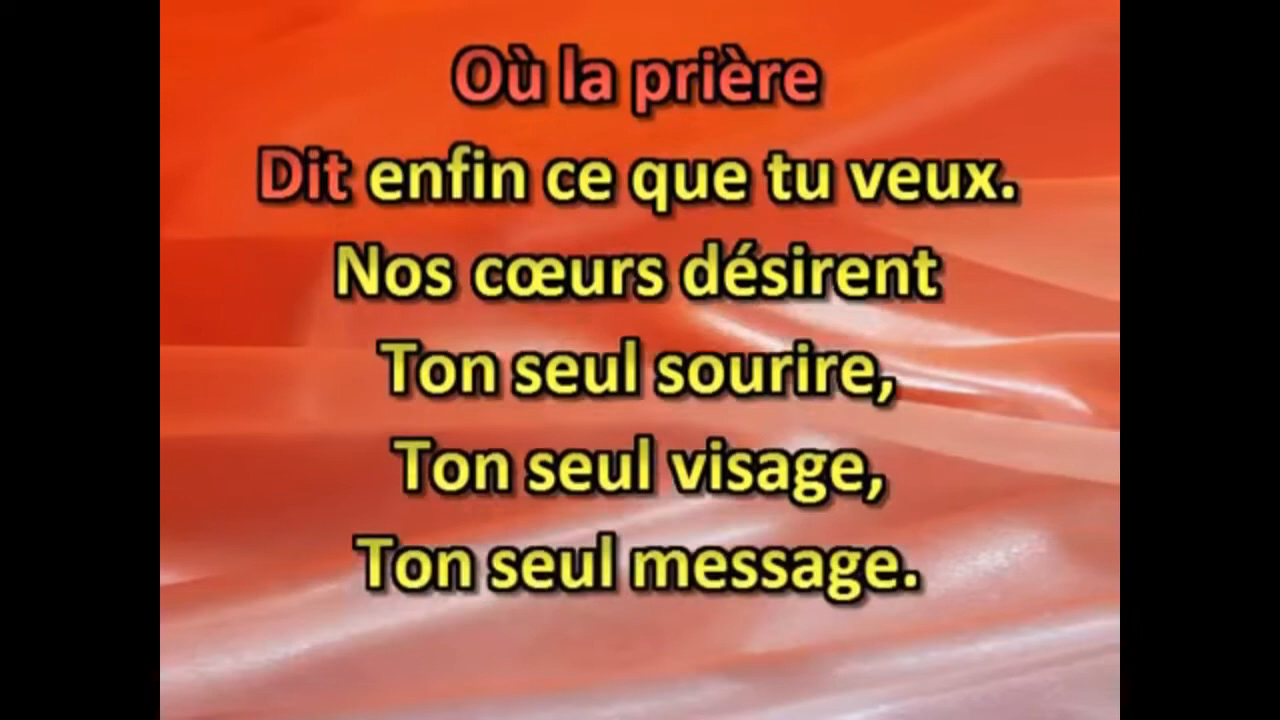 Où la prière
Dit enfin ce que tu veux.
Nos cœurs désirent
Ton seul sourire,
Ton seul visage,
Ton seul message.